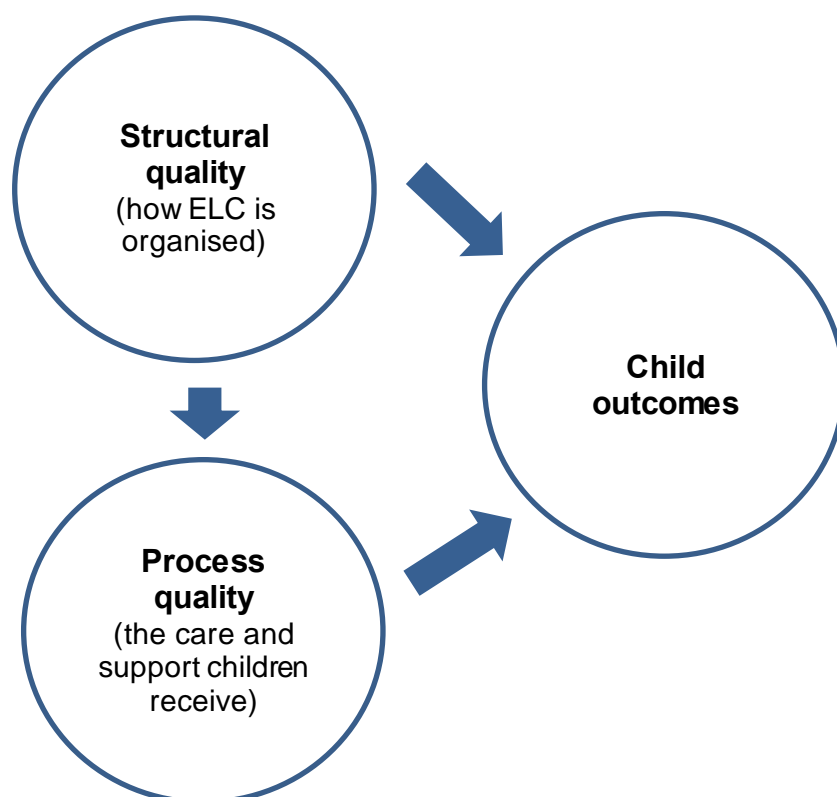 Structural
quality
(how ELC is
organised)
Child
outcomes
Process
quality
(the care and
support children
receive)